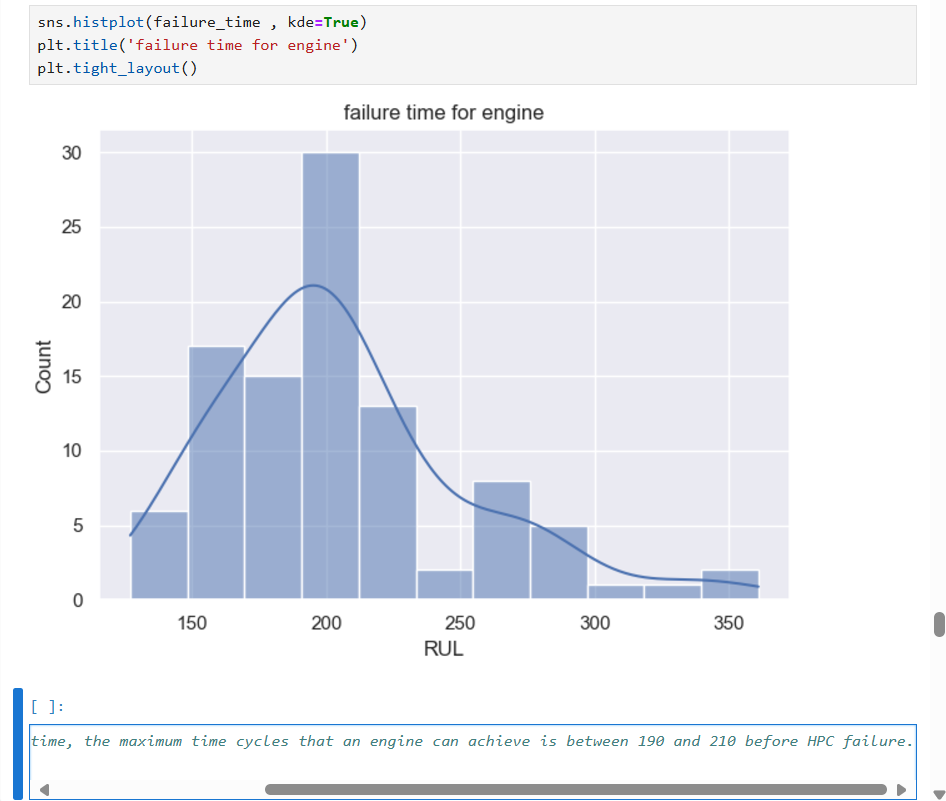 sns.histplot(failure_time , kde=True)
plt.title('failure time for engine')
plt.tight_layout()
failure time for engine
30
25
20
15
10
5
0
Count
150 200 250 300 350
RUL
[ ]:
time, the maximum time cycles that an engine can achieve is between 190 and 210 before HPC failure.